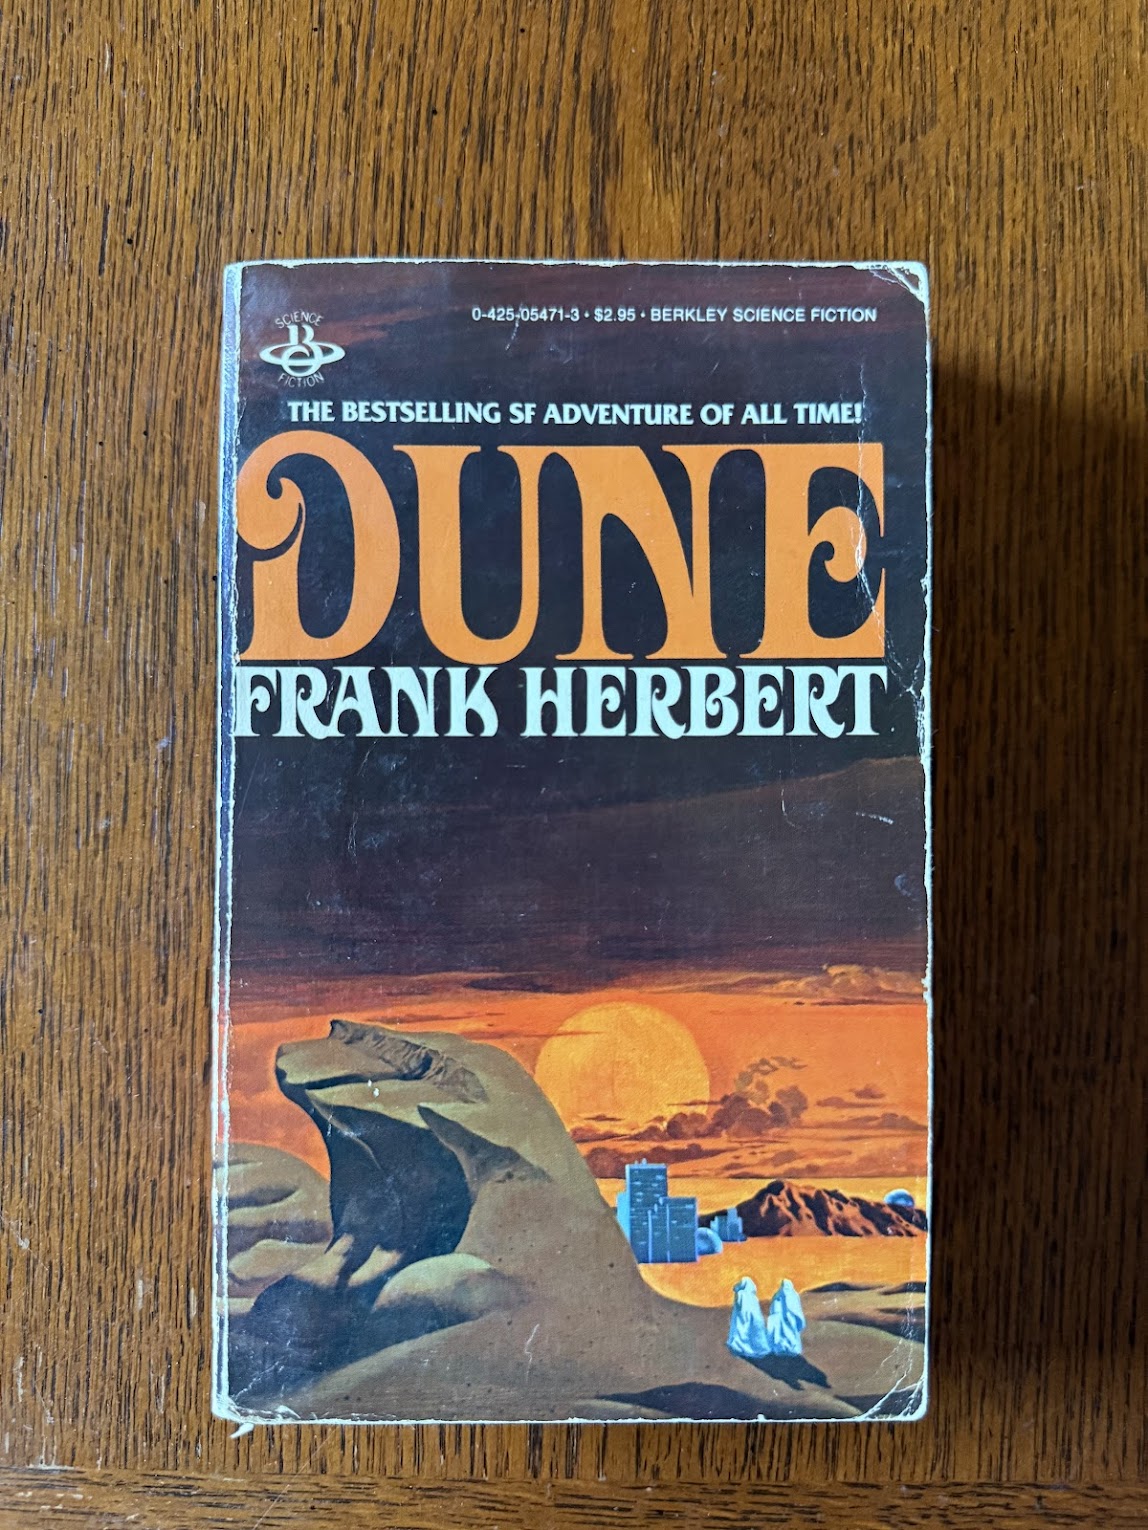 0-425-05471-3 • $2.95 • BERKLEY SCIENCE FICTION
SCIENCE
B
FICTION
THE BESTSELLING SF ADVENTURE OF ALL TIME!
DUNE
FRANK HERBERT